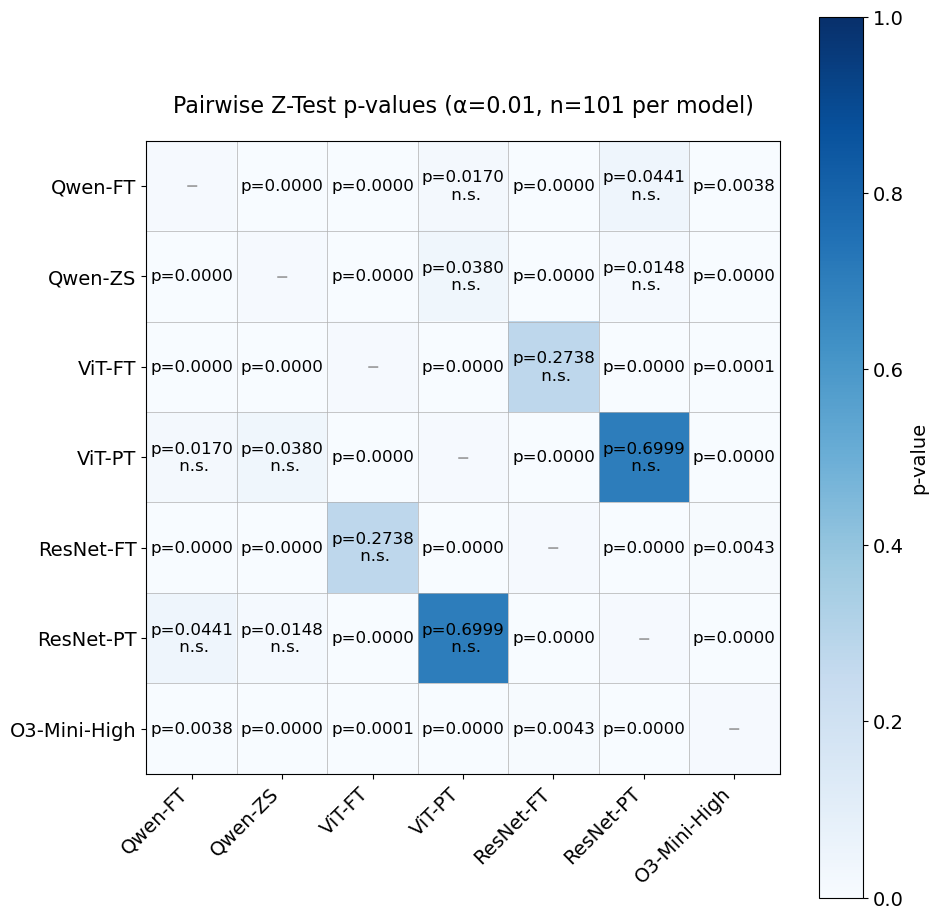 Pairwise Z-Test p-values (α=0.01, n=101 per model)
Qwen-FT – p=0.0000 p=0.0000 p=0.0170 n.s. p=0.0000 p=0.0441 n.s. p=0.0038
Qwen-ZS p=0.0000 – p=0.0000 p=0.0380 n.s. p=0.0000 p=0.0148 n.s. p=0.0000
ViT-FT p=0.0000 p=0.0000 – p=0.0000 p=0.2738 n.s. p=0.0000 p=0.0001
ViT-PT p=0.0170 n.s. p=0.0380 n.s. p=0.0000 – p=0.0000 p=0.6999 n.s. p=0.0000
ResNet-FT p=0.0000 p=0.0000 p=0.2738 n.s. p=0.0000 – p=0.0000 p=0.0043
ResNet-PT p=0.0441 n.s. p=0.0148 n.s. p=0.0000 p=0.6999 n.s. p=0.0000 – p=0.0000
O3-Mini-High p=0.0038 p=0.0000 p=0.0001 p=0.0000 p=0.0043 p=0.0000 –
Qwen-FT Qwen-ZS ViT-FT ViT-PT ResNet-FT ResNet-PT O3-Mini-High
1.0
0.8
0.6
0.4
0.2
0.0
p-value